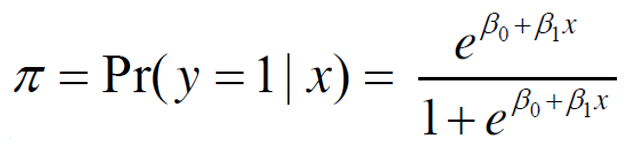 π = Pr(y = 1 | x) = e^{β₀ + β₁x} / (1 + e^{β₀ + β₁x})